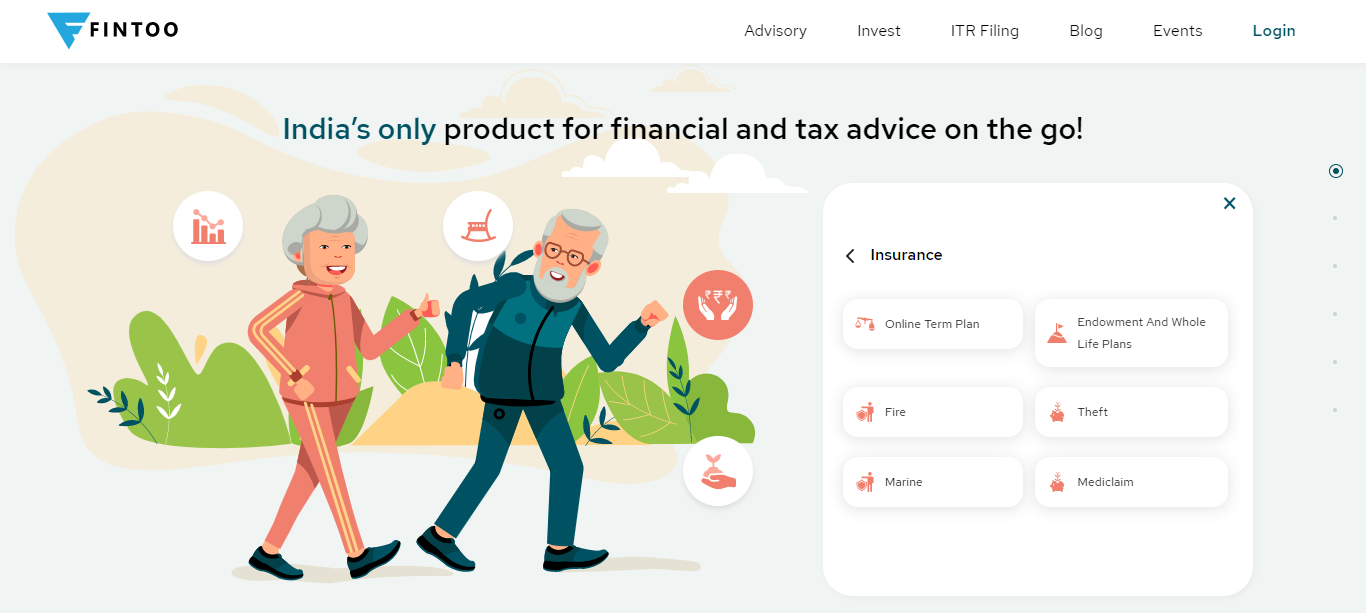 FINTOO
Advisory
Invest
ITR Filing
Blog
Events
Login
India’s only product for financial and tax advice on the go!
Insurance
Online Term Plan
Endowment And Whole
Life Plans
Fire
Theft
Marine
Mediclaim